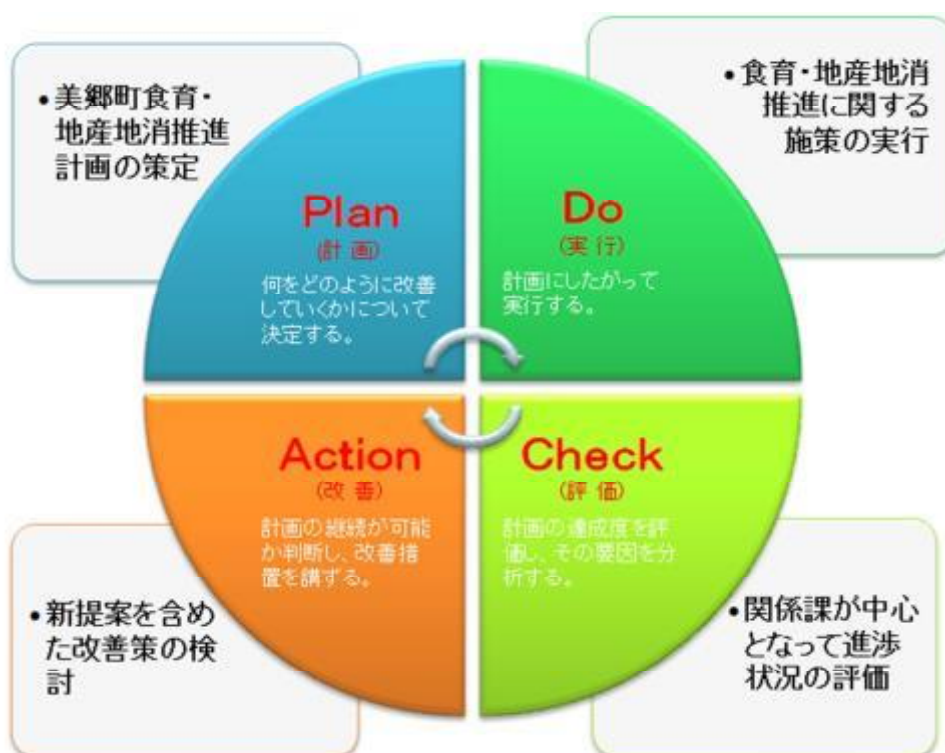 •美郷町食育・
地産地消推進
計画の策定
•食育・地産地消
推進に関する
施策の実行
Plan
(計 画)
何をどのように改善
していくかについて
決定する。
Do
(実 行)
計画にしたがって
実行する。
Action
(改 善)
計画の継続が可能
か判断し、改善措
置を講ずる。
Check
(評 価)
計画の達成度を評
価し、その要因を分
析する。
•新提案を含め
た改善策の検
討
•関係課が中心
となって進捗
状況の評価